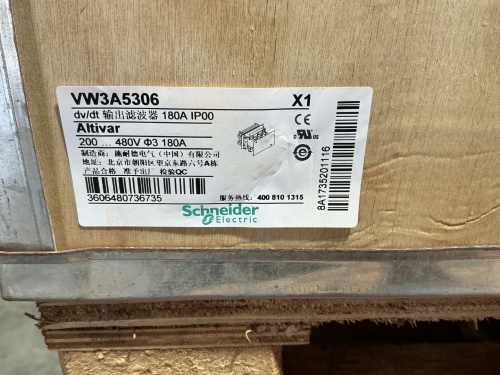 VW3A5306 X1
dv/dt 输出滤波器 180A IP00
Altivar
200 ... 480V Φ3 180A
制造商: 施耐德电气 (中国) 有限公司
地址: 北京市朝阳区望京东路六号A栋
产品合格 准予出厂 检验QC
3606480736735
服务热线: 400 810 1315
Schneider
Electric
8A1735201116